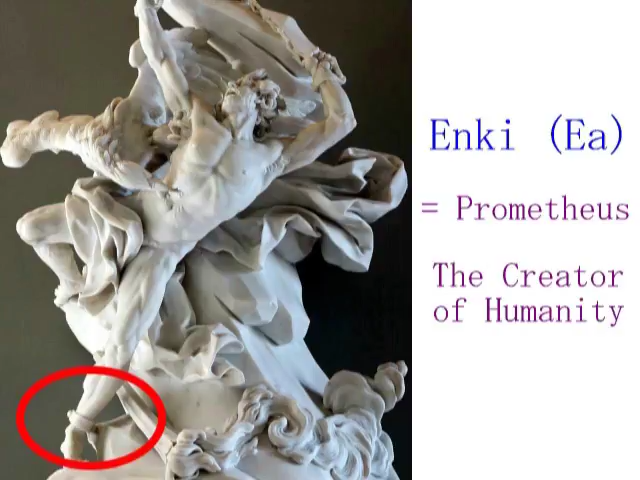 Enki (Ea)
= Prometheus
The Creator
of Humanity